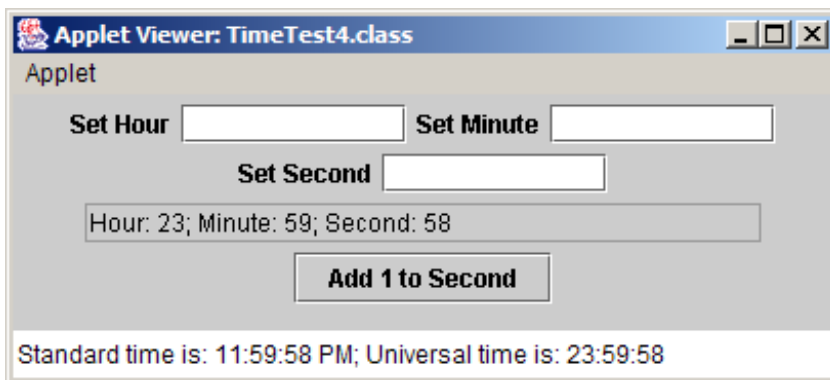 Applet Viewer: TimeTest4.class
Applet
Set Hour Set Minute
Set Second
Hour: 23; Minute: 59; Second: 58
Add 1 to Second
Standard time is: 11:59:58 PM; Universal time is: 23:59:58